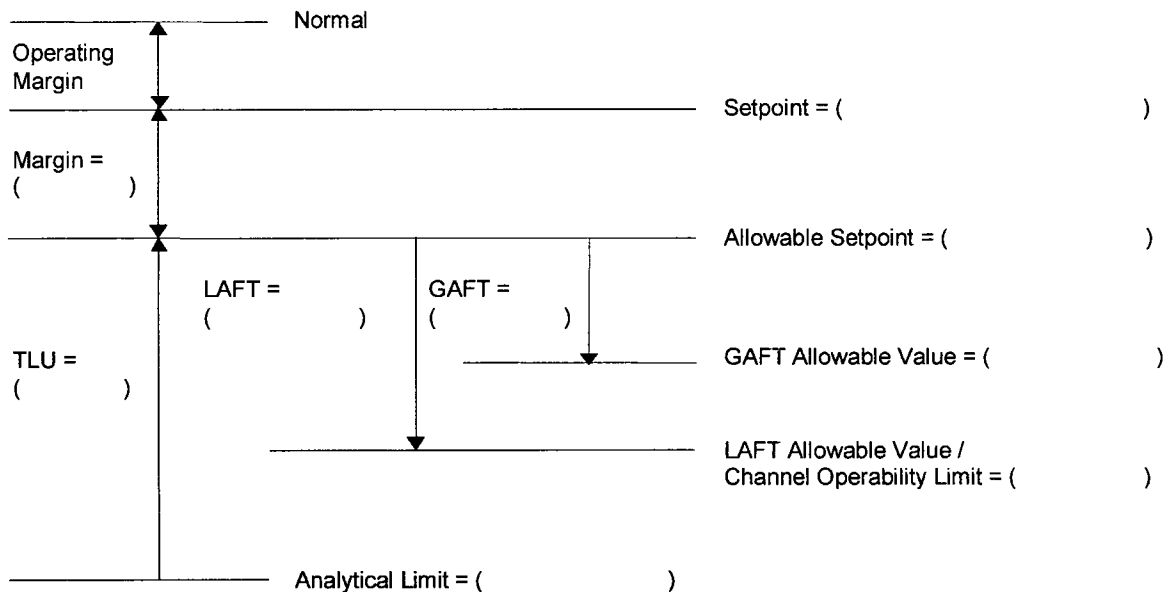 Normal
Operating
Margin
Setpoint = ( )
Margin =
( )
Allowable Setpoint = ( )
LAFT =
( )
GAFT =
( )
TLU =
( )
GAFT Allowable Value = ( )
LAFT Allowable Value /
Channel Operability Limit = ( )
Analytical Limit = ( )